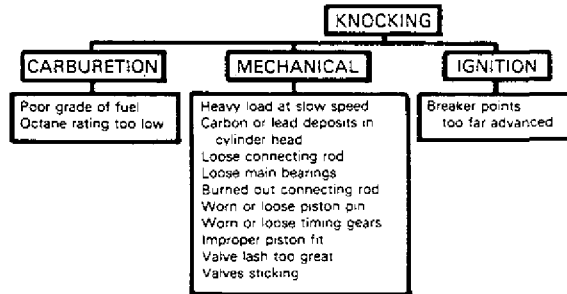 KNOCKING
CARBURETION
Poor grade of fuel
Octane rating too low
MECHANICAL
Heavy load at slow speed
Carbon or lead deposits in
cylinder head
Loose connecting rod
Loose main bearings
Burned out connecting rod
Worn or loose piston pin
Worn or loose timing gears
Improper piston fit
Valve lash too great
Valves sticking
IGNITION
Breaker points
too far advanced